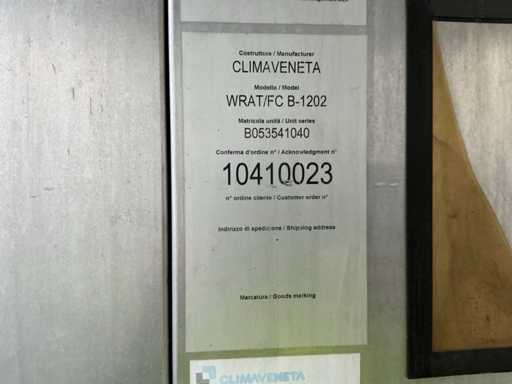 Costruttore / Manufacturer
CLIMAVENETA
Modello / Model
WRAT/FC B-1202
Matricola unità / Unit series
B053541040
Conferma d'ordine n° / Acknowledgment n°
10410023
n° ordine cliente / Customer order n°
Indirizzo di spedizione / Shipping address
Marcatura / Goods marking
CLIMAVENETA